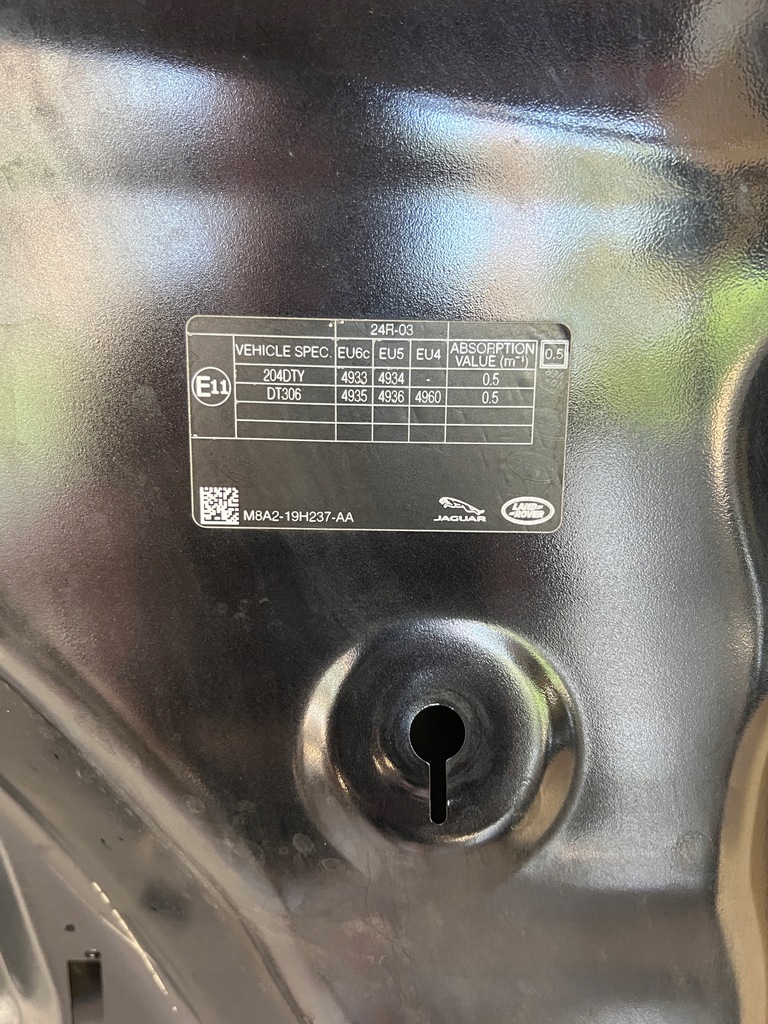 24R-03
VEHICLE SPEC. EU6c EU5 EU4 ABSORPTION VALUE (m⁻¹) 0.5
E11
204DTY 4933 4934 - 0.5
DT306 4935 4936 4960 0.5
M8A2-19H237-AA
JAGUAR
LAND-
-ROVER